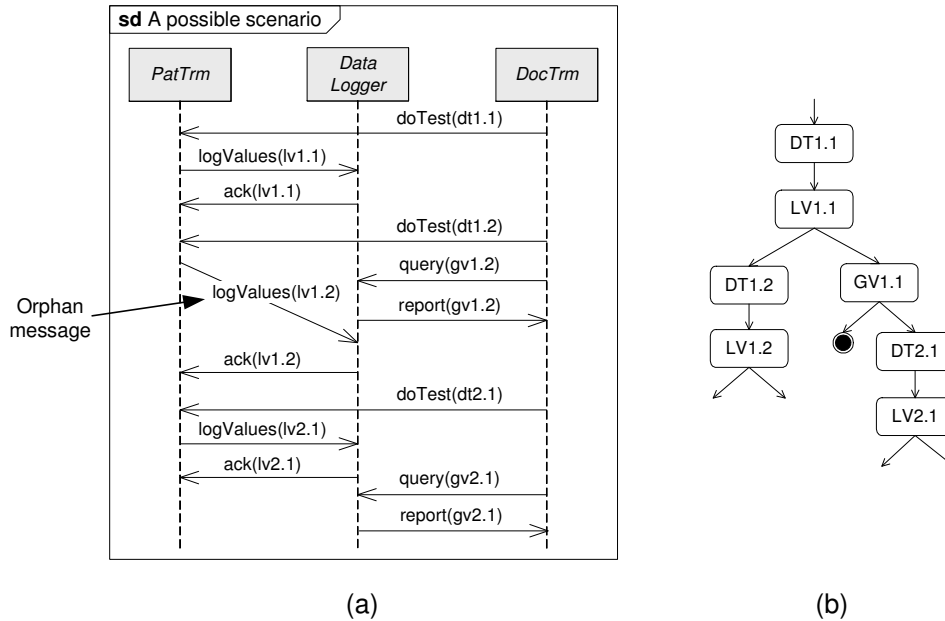 sd A possible scenario
PatTrm
Data
Logger
DocTrm
doTest(dt1.1)
logValues(lv1.1)
ack(lv1.1)
doTest(dt1.2)
query(gv1.2)
logValues(lv1.2)
Orphan
message
report(gv1.2)
ack(lv1.2)
doTest(dt2.1)
logValues(lv2.1)
ack(lv2.1)
query(gv2.1)
report(gv2.1)
(a)
DT1.1
LV1.1
DT1.2
GV1.1
LV1.2
DT2.1
LV2.1
(b)